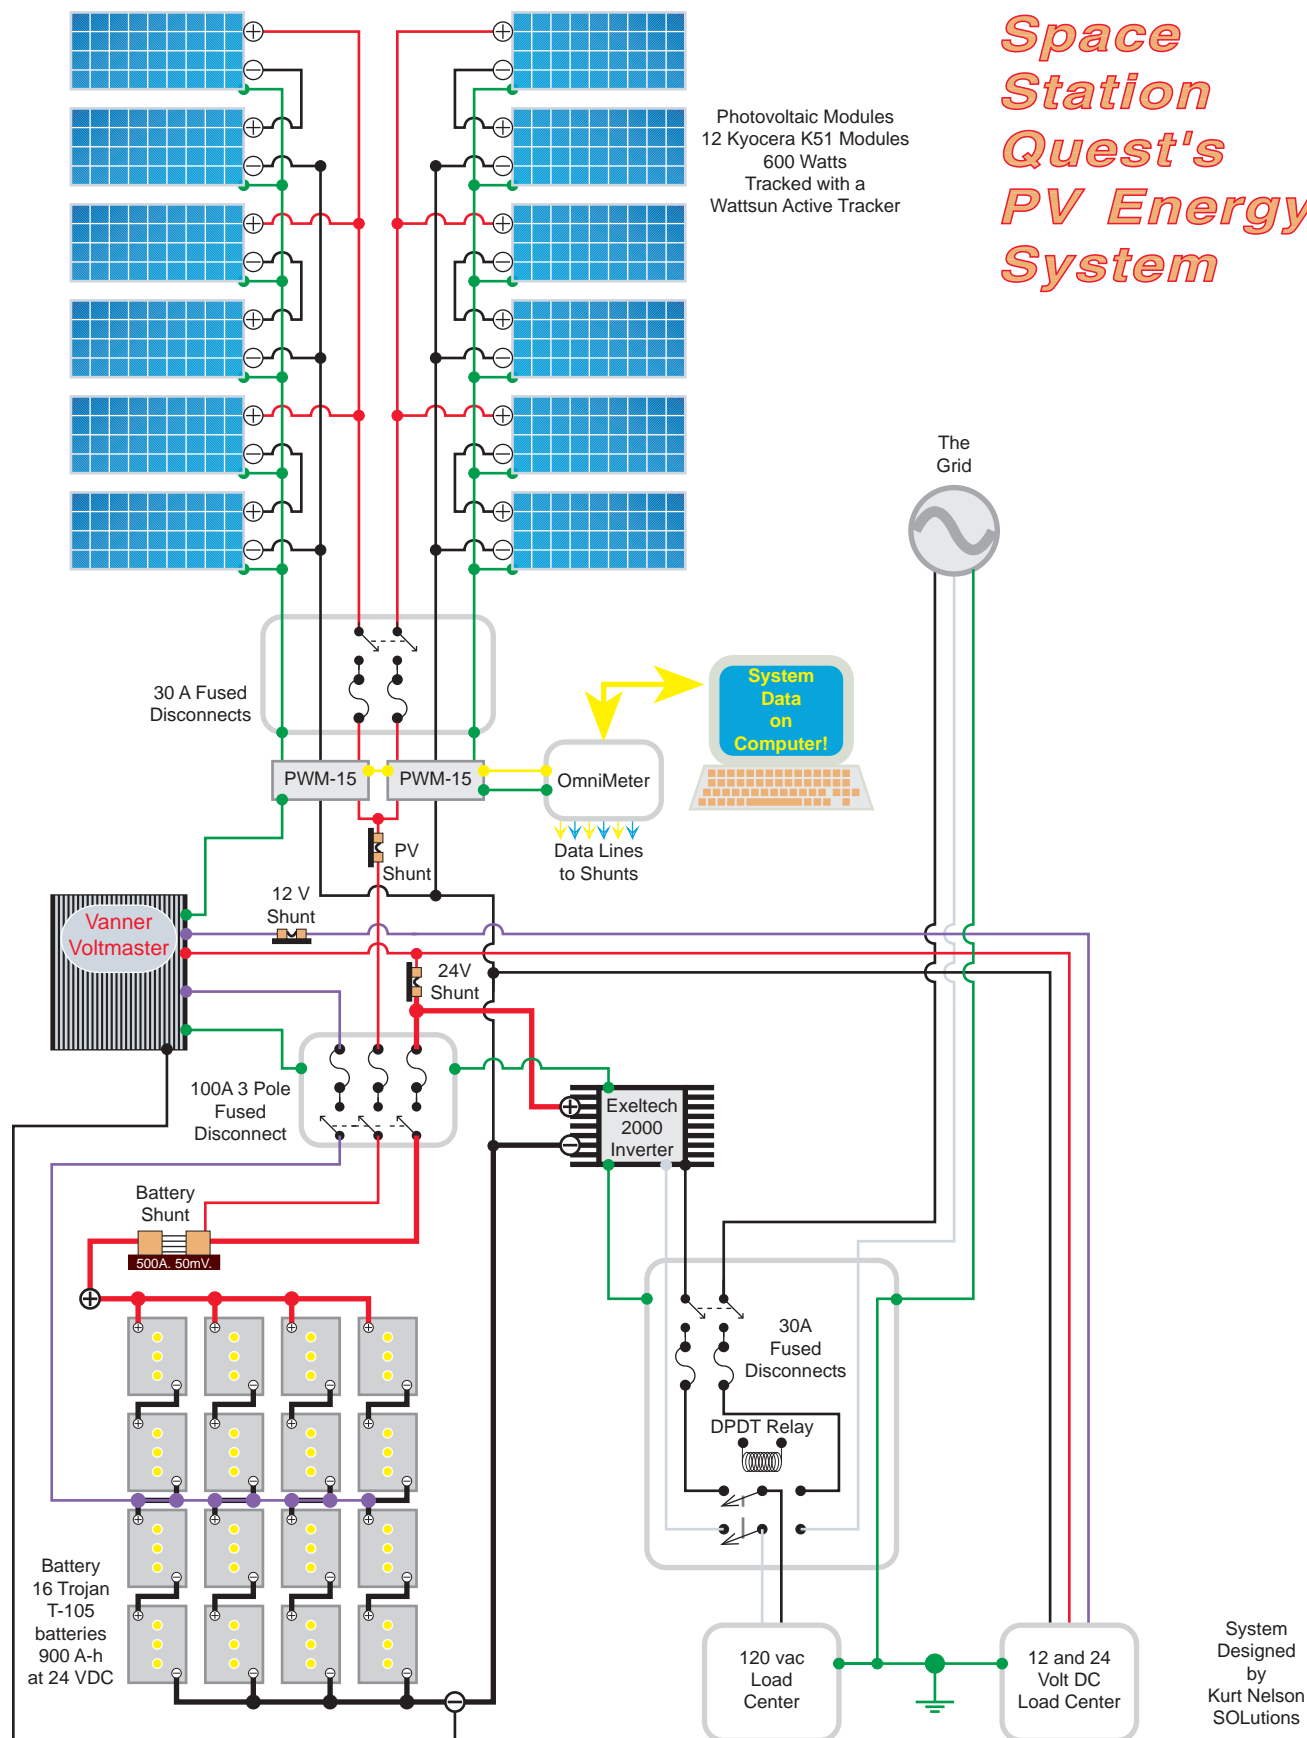 Space
Station
Quest's
PV Energy
System
Photovoltaic Modules
12 Kyocera K51 Modules
600 Watts
Tracked with a
Wattsun Active Tracker
The
Grid
30 A Fused
Disconnects
System
Data
on
Computer!
PWM-15
PWM-15
OmniMeter
PV
Shunt
Data Lines
to Shunts
12 V
Shunt
Vanner
Voltmaster
24V
Shunt
100A 3 Pole
Fused
Disconnect
Exeltech
2000
Inverter
Battery
Shunt
500A. 50mV.
30A
Fused
Disconnects
DPDT Relay
Battery
16 Trojan
T-105
batteries
900 A-h
at 24 VDC
120 vac
Load
Center
12 and 24
Volt DC
Load Center
System
Designed
by
Kurt Nelson
SOLutions